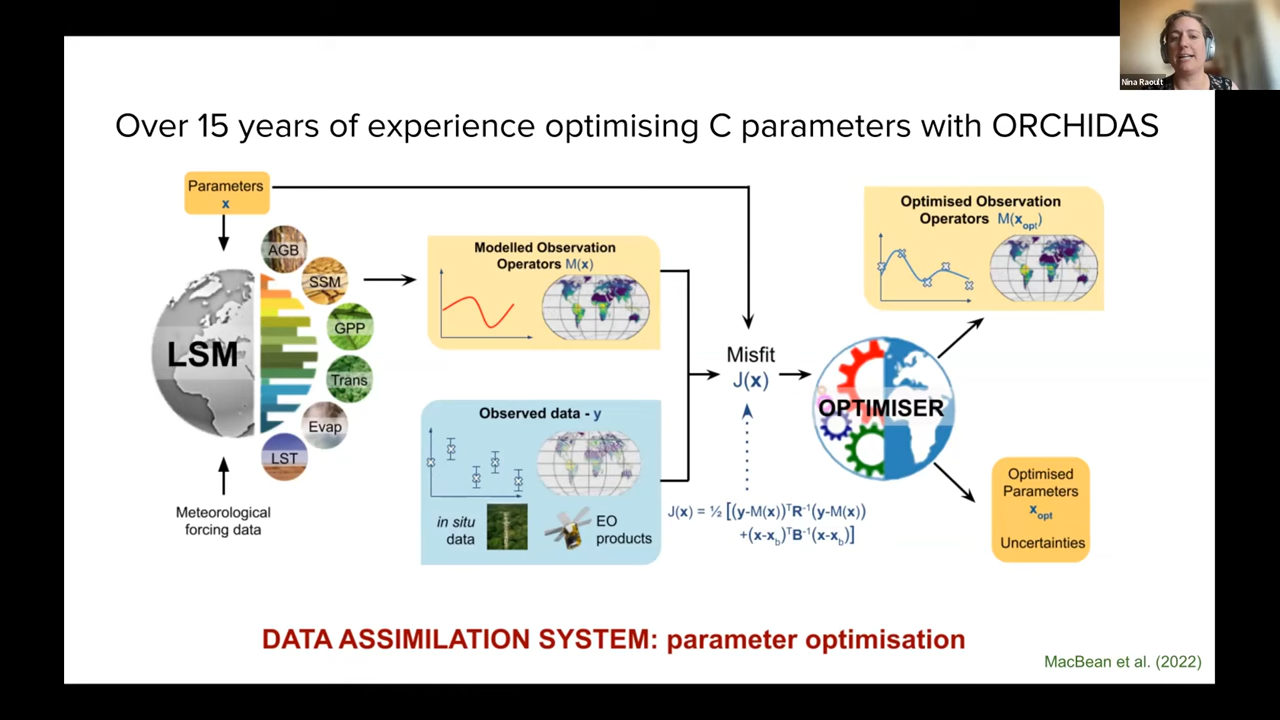 Nina Raoult
Over 15 years of experience optimising C parameters with ORCHIDAS
Parameters
x
AGB
SSM
GPP
Trans
Evap
LST
LSM
Meteorological
forcing data
Modelled Observation
Operators M(x)
Observed data - y
in situ
data
EO
products
Misfit
J(x)
J(x) = ½ [(y-M(x))ᵀR⁻¹(y-M(x))
+(x-x_b)ᵀB⁻¹(x-x_b)]
OPTIMISER
Optimised Observation
Operators M(x_opt)
Optimised
Parameters
x_opt
Uncertainties
DATA ASSIMILATION SYSTEM: parameter optimisation
MacBean et al. (2022)